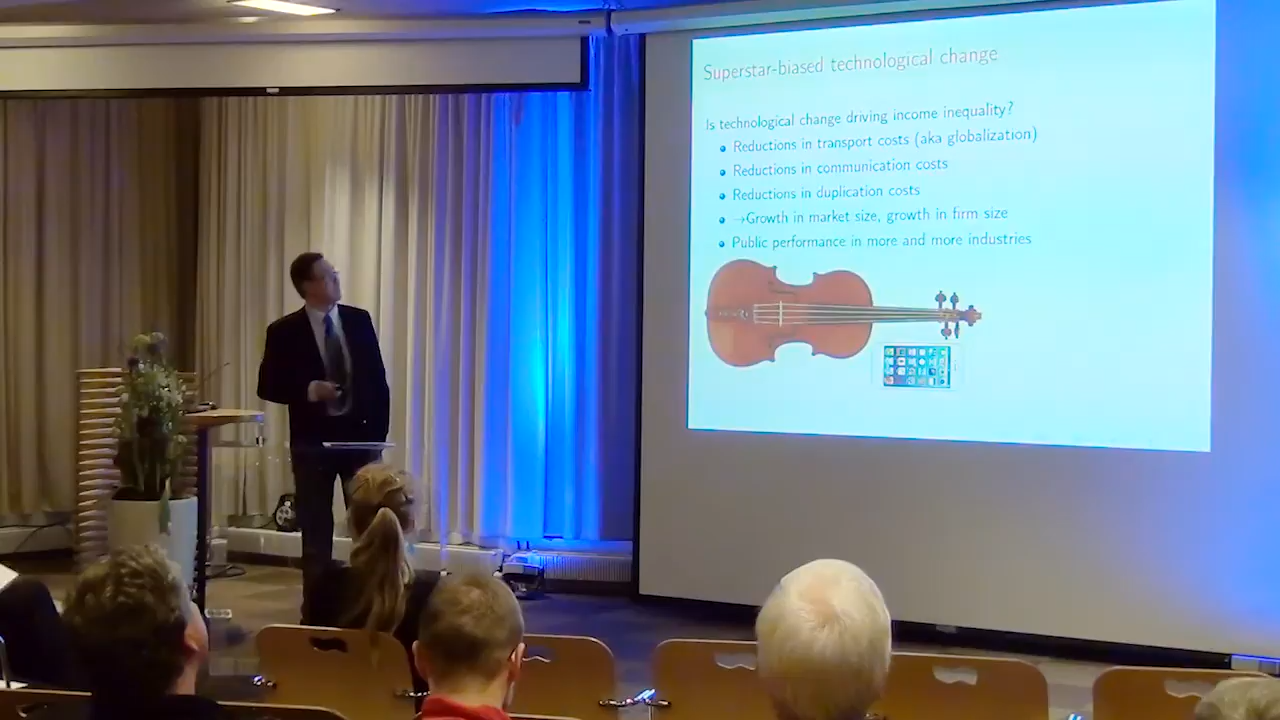 Superstar-biased technological change
Is technological change driving income inequality?
Reductions in transport costs (aka globalization)
Reductions in communication costs
Reductions in duplication costs
→Growth in market size, growth in firm size
Public performance in more and more industries